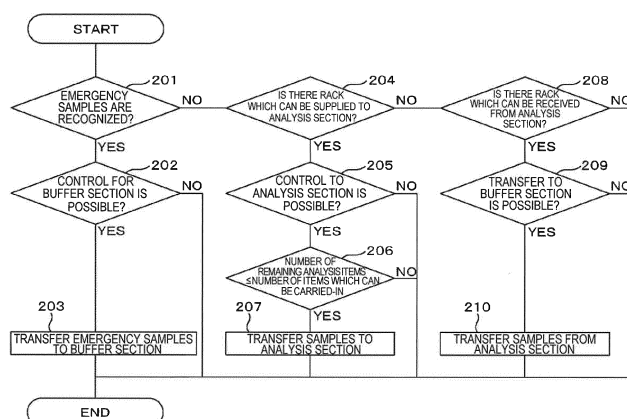 START
201
EMERGENCY
SAMPLES ARE
RECOGNIZED?
NO
YES
202
CONTROL FOR
BUFFER SECTION IS
POSSIBLE?
NO
YES
203
TRANSFER EMERGENCY SAMPLES
TO BUFFER SECTION
204
IS THERE RACK
WHICH CAN BE SUPPLIED TO
ANALYSIS SECTION?
NO
YES
205
CONTROL TO
ANALYSIS SECTION IS
POSSIBLE?
NO
YES
206
NUMBER OF
REMAINING ANALYSIS ITEMS
≤NUMBER OF ITEMS WHICH CAN
BE CARRIED-IN
NO
YES
207
TRANSFER SAMPLES TO
ANALYSIS SECTION
208
IS THERE RACK
WHICH CAN BE RECEIVED
FROM ANALYSIS
SECTION?
NO
YES
209
TRANSFER TO
BUFFER SECTION
IS POSSIBLE?
NO
YES
210
TRANSFER SAMPLES FROM
ANALYSIS SECTION
END